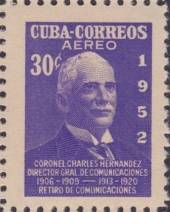 CUBA-CORREOS
AEREO
30¢
1952
CORONEL CHARLES HERNANDEZ
DIRECTOR GRAL DE COMUNICACIONES
1906 - 1909 — 1913 - 1920
RETIRO DE COMUNICACIONES